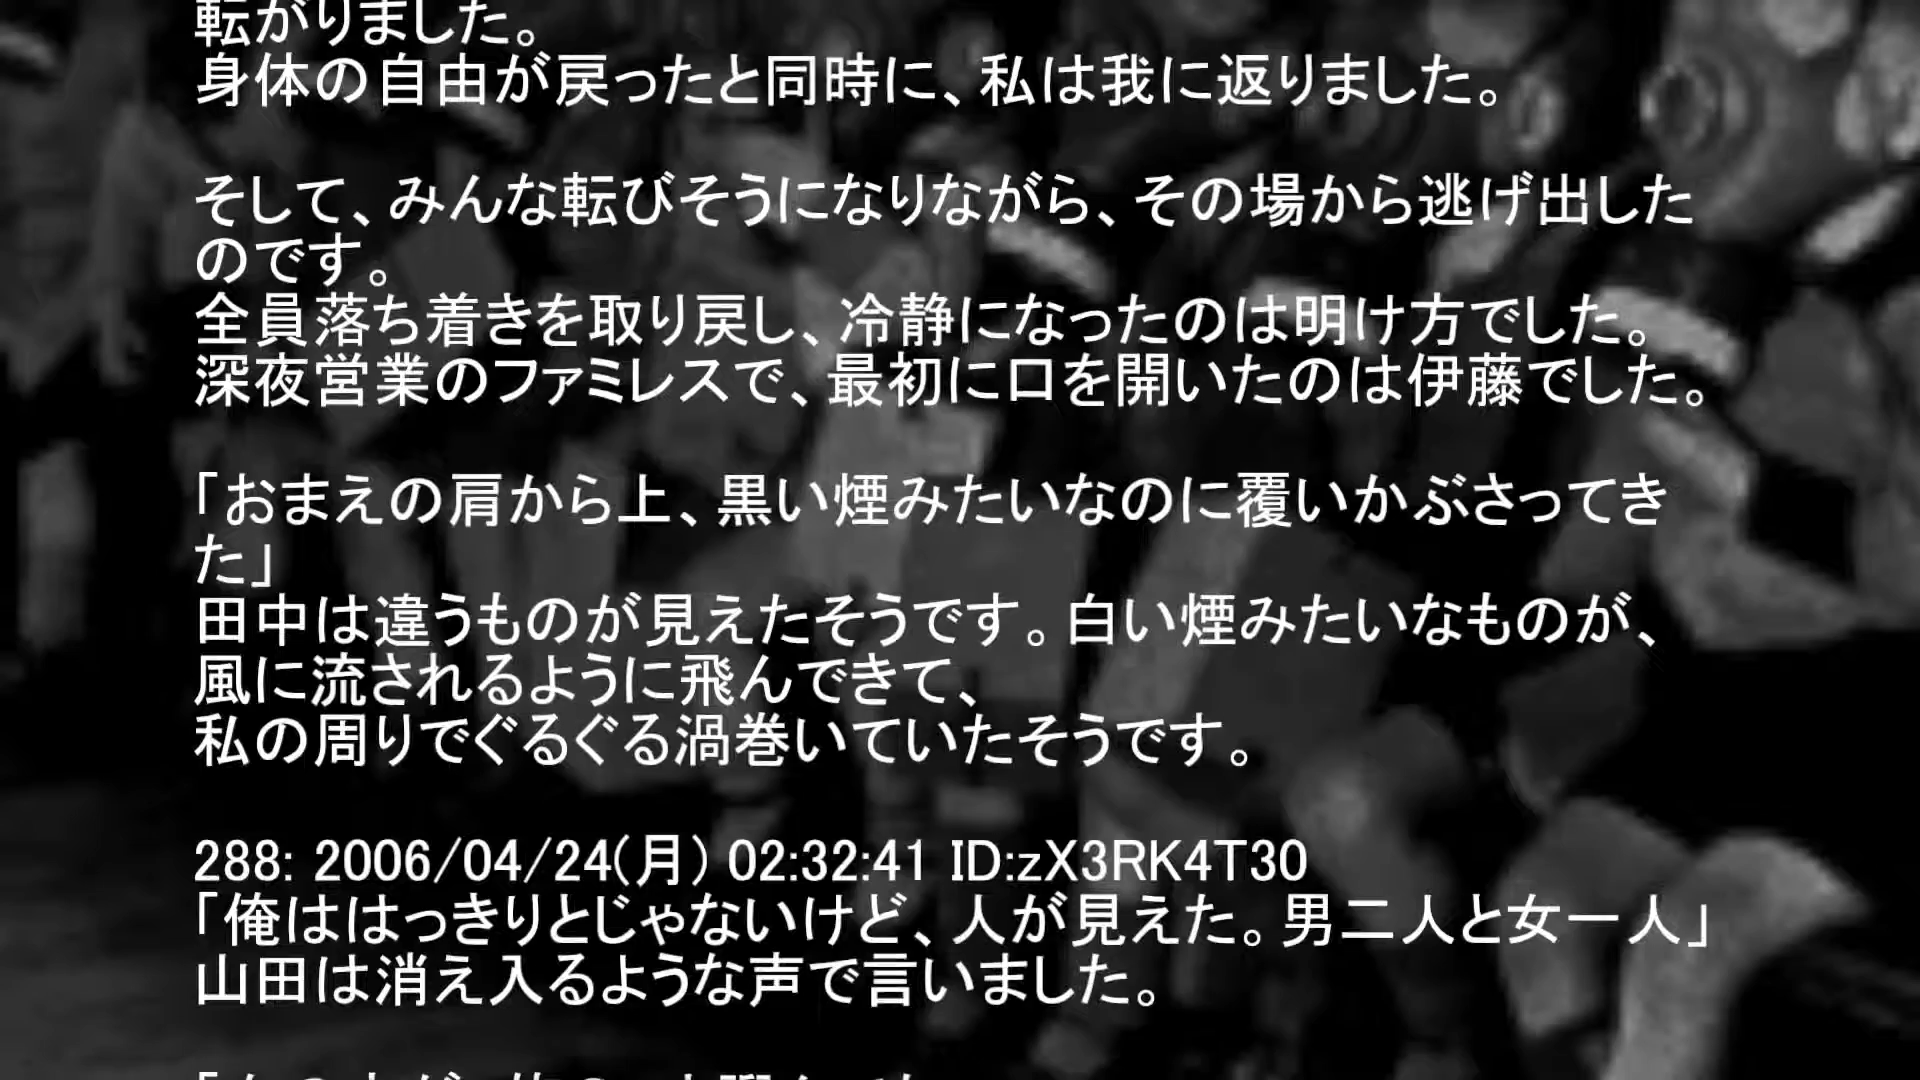 転がりました。
身体の自由が戻ったと同時に、私は我に返りました。
そして、みんな転びそうになりながら、その場から逃げ出した
のです。
全員落ち着きを取り戻し、冷静になったのは明け方でした。
深夜営業のファミレスで、最初に口を開いたのは伊藤でした。
「おまえの肩から上、黒い煙みたいなのに覆いかぶさってき
た」
田中は違うものが見えたそうです。白い煙みたいなものが、
風に流されるように飛んできて、
私の周りでぐるぐる渦巻いていたそうです。
288: 2006/04/24(月) 02:32:41 ID:zX3RK4T30
「俺ははっきりとじゃないけど、人が見えた。男二人と女一人」
山田は消え入るような声で言いました。